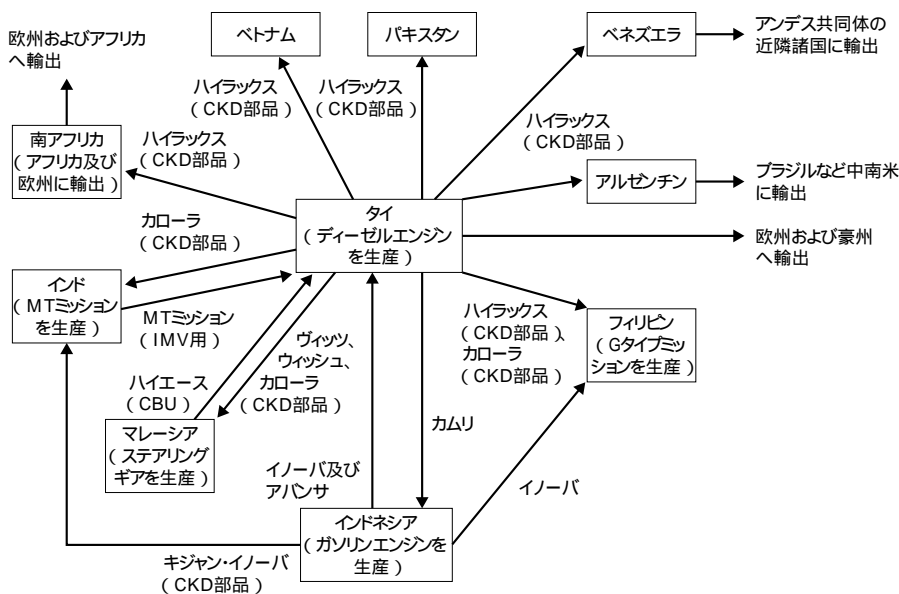 欧州およびアフリカ
へ輸出
ベトナム
パキスタン
ベネズエラ
アンデス共同体の
近隣諸国に輸出
ハイラックス
(CKD部品)
ハイラックス
(CKD部品)
ハイラックス
(CKD部品)
南アフリカ
(アフリカ及び
欧州に輸出)
ハイラックス
(CKD部品)
アルゼンチン
ブラジルなど中南米
に輸出
タイ
(ディーゼルエンジン
を生産)
欧州および豪州
へ輸出
カローラ
(CKD部品)
インド
(MTミッション
を生産)
MTミッション
(IMV用)
ハイラックス
(CKD部品)、
カローラ
(CKD部品)
フィリピン
(Gタイプミッ
ションを生産)
ヴィッツ、
ウィッシュ、
カローラ
(CKD部品)
ハイエース
(CBU)
マレーシア
(ステアリング
ギアを生産)
カムリ
イノーバ及び
アバンサ
イノーバ
インドネシア
(ガソリンエンジンを
生産)
キジャン・イノーバ
(CKD部品)